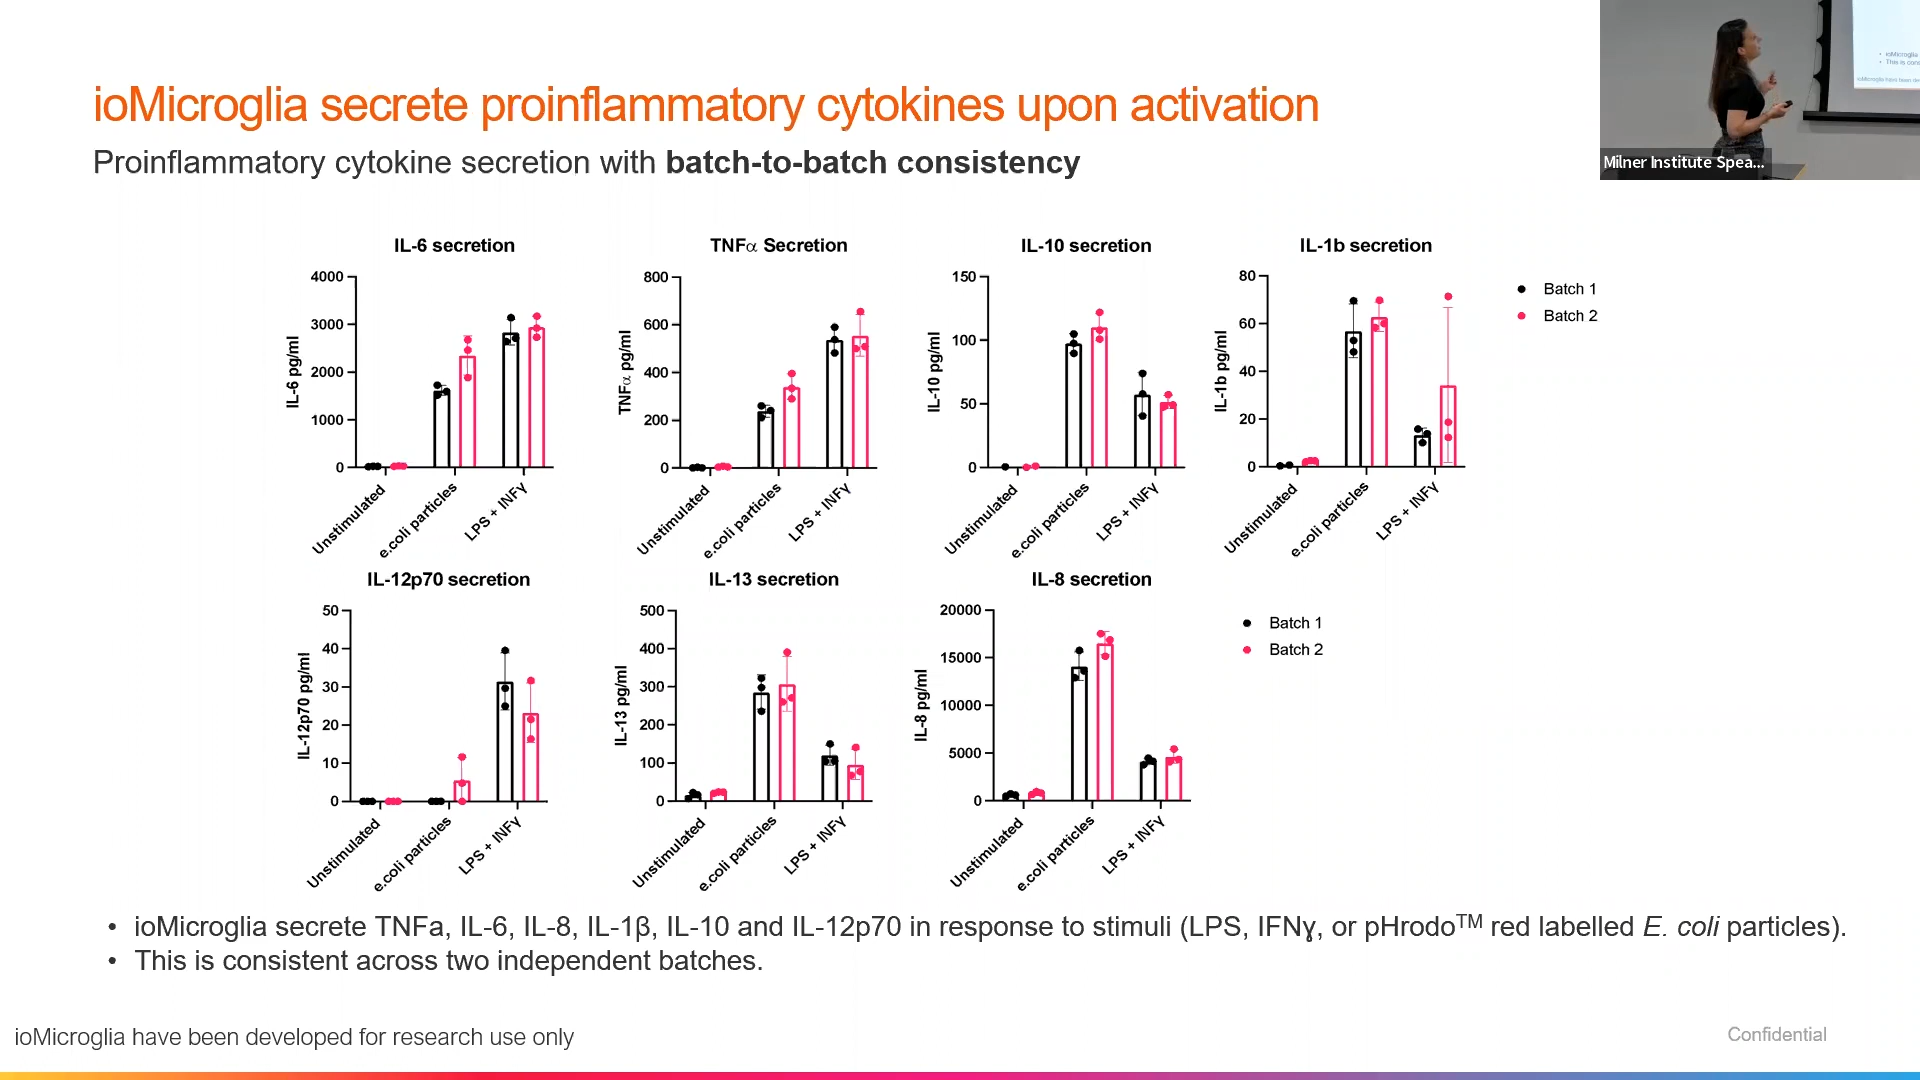 ioMicroglia secrete proinflammatory cytokines upon activation
Proinflammatory cytokine secretion with batch-to-batch consistency
Milner Institute Spea...
IL-6 secretion
4000
3000
2000
1000
0
IL-6 pg/ml
Unstimulated
e.coli particles
LPS + INFγ
TNFα Secretion
800
600
400
200
0
TNFα pg/ml
Unstimulated
e.coli particles
LPS + INFγ
IL-10 secretion
150
100
50
0
IL-10 pg/ml
Unstimulated
e.coli particles
LPS + INFγ
IL-1b secretion
80
60
40
20
0
IL-1b pg/ml
Unstimulated
e.coli particles
LPS + INFγ
Batch 1
Batch 2
IL-12p70 secretion
50
40
30
20
10
0
IL-12p70 pg/ml
Unstimulated
e.coli particles
LPS + INFγ
IL-13 secretion
500
400
300
200
100
0
IL-13 pg/ml
Unstimulated
e.coli particles
LPS + INFγ
IL-8 secretion
20000
15000
10000
5000
0
IL-8 pg/ml
Unstimulated
e.coli particles
LPS + INFγ
Batch 1
Batch 2
• ioMicroglia secrete TNFa, IL-6, IL-8, IL-1β, IL-10 and IL-12p70 in response to stimuli (LPS, IFNɣ, or pHrodo™ red labelled E. coli particles).
• This is consistent across two independent batches.
ioMicroglia have been developed for research use only
Confidential